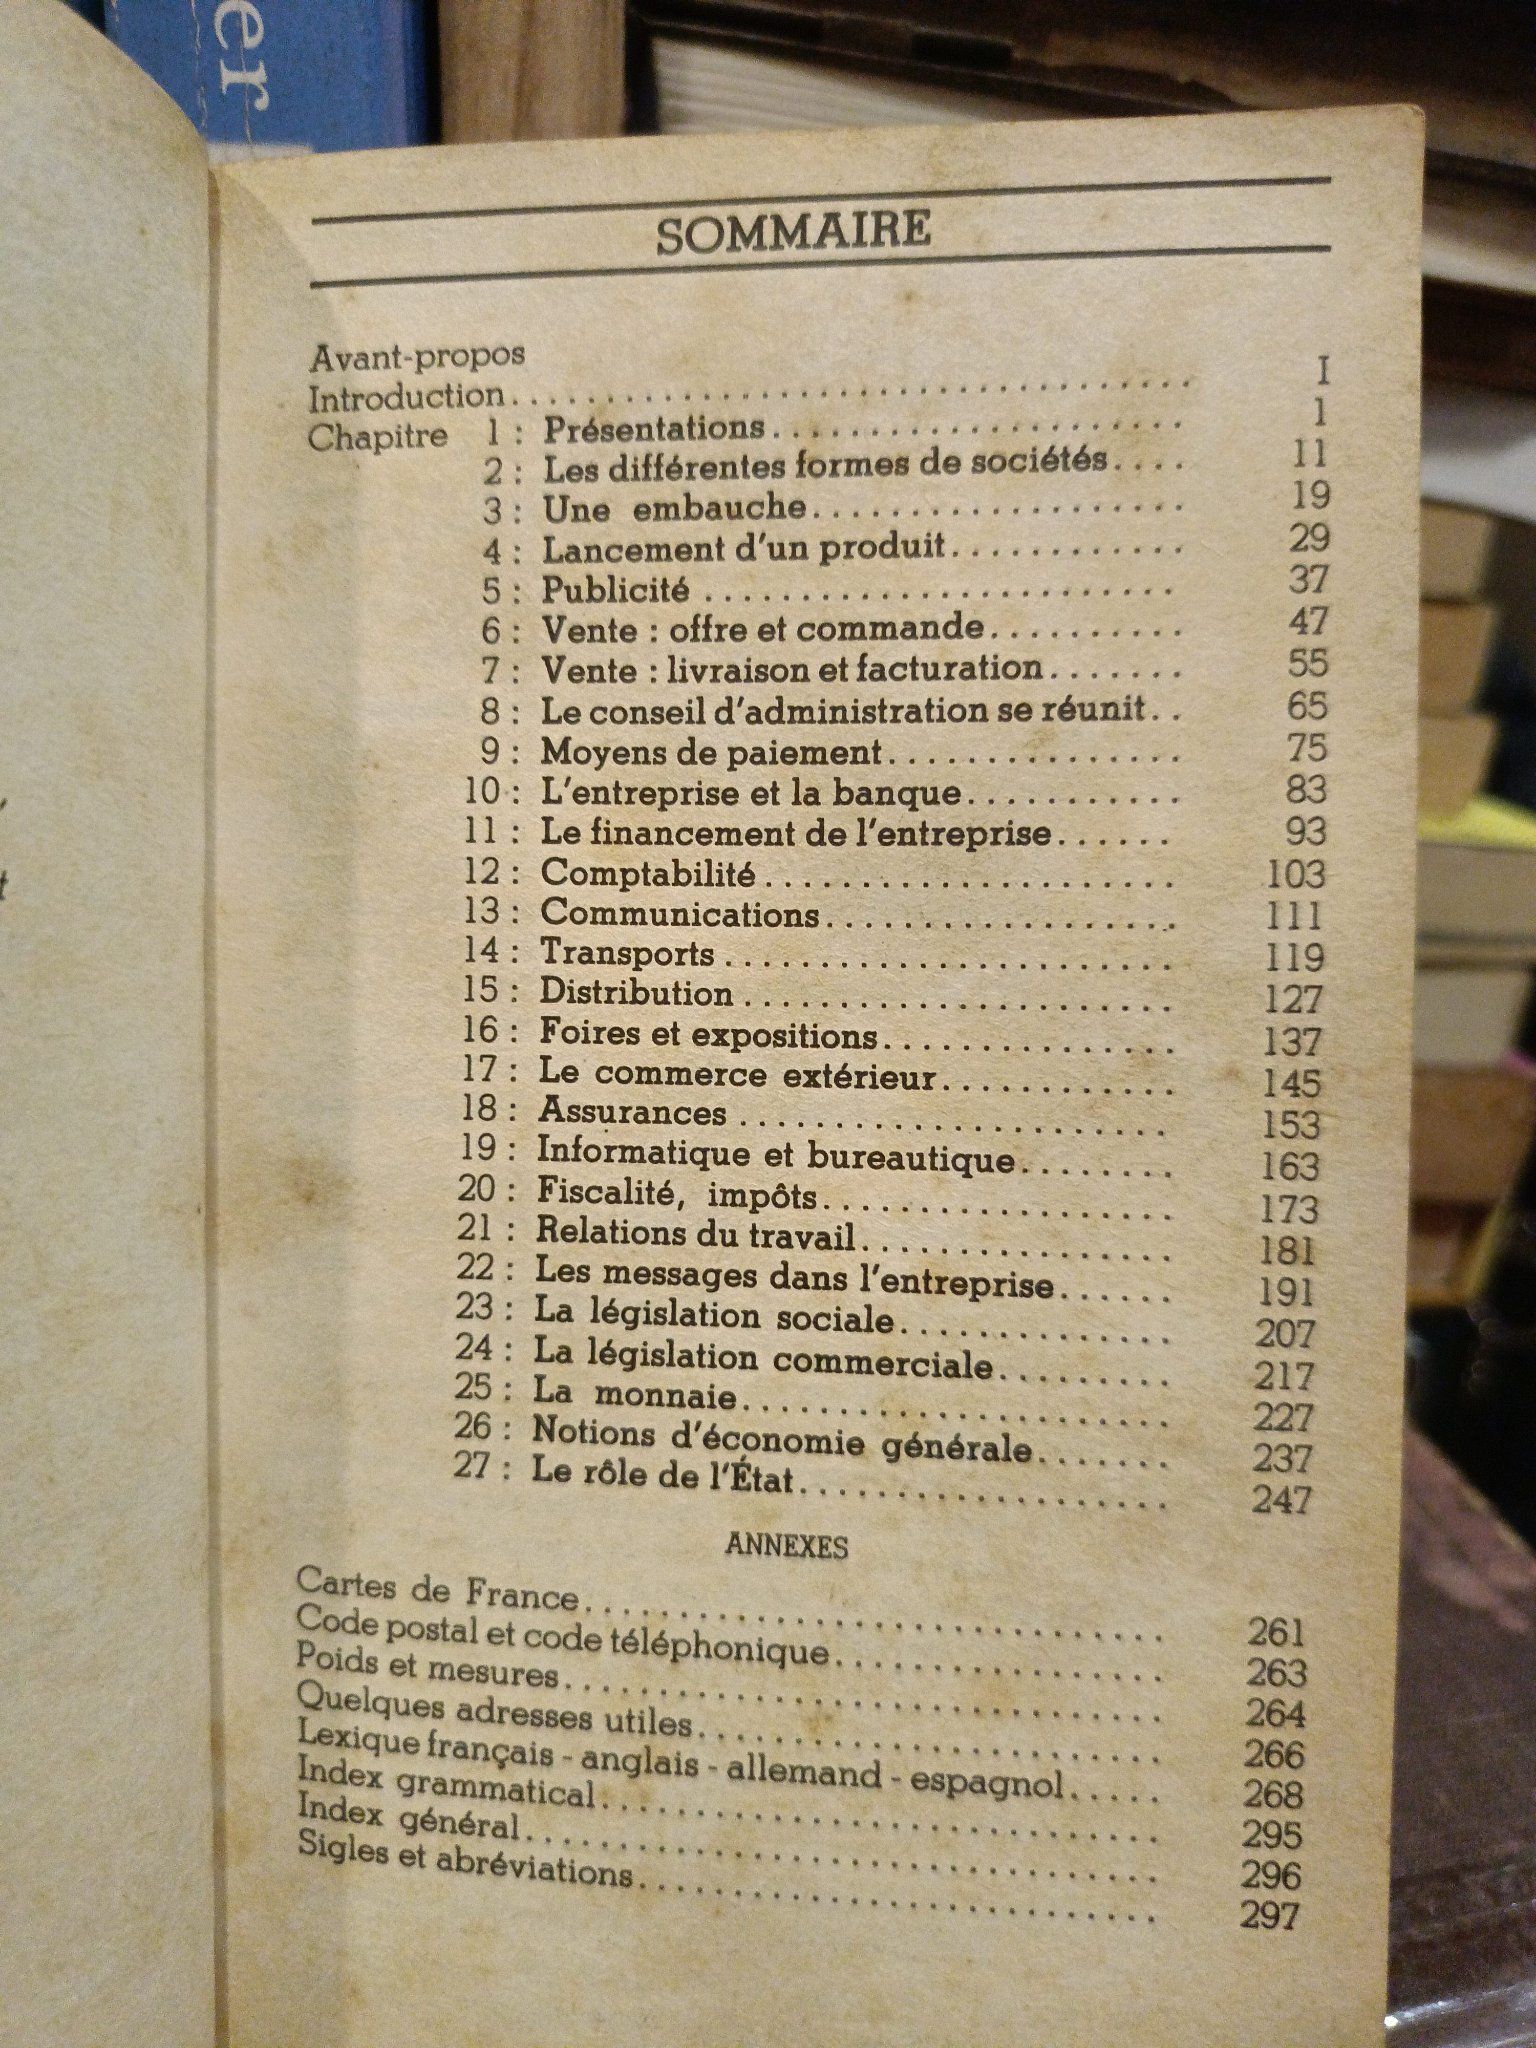 er
SOMMAIRE
Avant-propos
Introduction........ I
Chapitre 1 : Présentations........ 1
2 : Les différentes formes de sociétés.... 11
3 : Une embauche........ 19
4 : Lancement d'un produit........ 29
5 : Publicité ........ 37
6 : Vente : offre et commande........ 47
7 : Vente : livraison et facturation....... 55
8 : Le conseil d'administration se réunit.. 65
9 : Moyens de paiement........ 75
10 : L'entreprise et la banque........ 83
11 : Le financement de l'entreprise...... 93
12 : Comptabilité ........ 103
13 : Communications........ 111
14 : Transports ........ 119
15 : Distribution ........ 127
16 : Foires et expositions........ 137
17 : Le commerce extérieur........ 145
18 : Assurances ........ 153
19 : Informatique et bureautique........ 163
20 : Fiscalité, impôts........ 173
21 : Relations du travail........ 181
22 : Les messages dans l'entreprise...... 191
23 : La législation sociale........ 207
24 : La législation commerciale........ 217
25 : La monnaie........ 227
26 : Notions d'économie générale....... 237
27 : Le rôle de l'État........ 247
ANNEXES
Cartes de France........ 261
Code postal et code téléphonique........ 263
Poids et mesures........ 264
Quelques adresses utiles........ 266
Lexique français - anglais - allemand - espagnol..... 268
Index grammatical........ 295
Index général........ 296
Sigles et abréviations........ 297